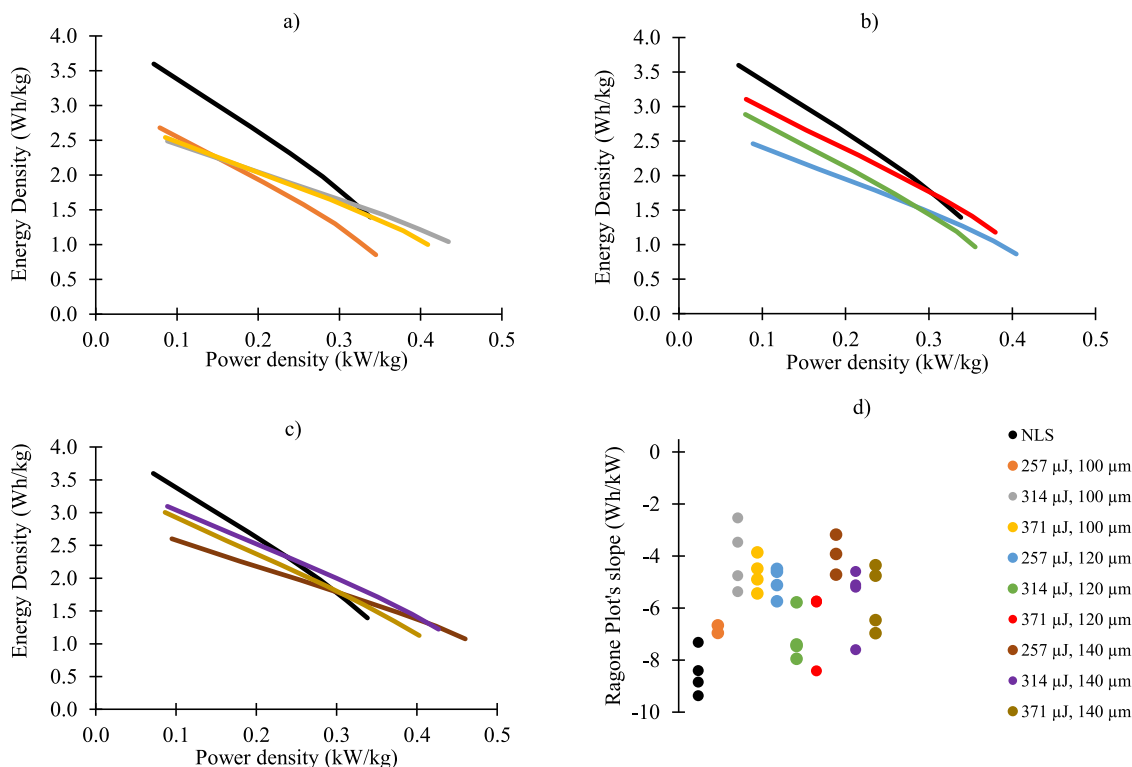 a)
4.0
3.5
3.0
2.5
2.0
1.5
1.0
0.5
0.0
Energy Density (Wh/kg)
0.0 0.1 0.2 0.3 0.4 0.5
Power density (kW/kg)
b)
4.0
3.5
3.0
2.5
2.0
1.5
1.0
0.5
0.0
Energy Density (Wh/kg)
0.0 0.1 0.2 0.3 0.4 0.5
Power density (kW/kg)
c)
4.0
3.5
3.0
2.5
2.0
1.5
1.0
0.5
0.0
Energy Density (Wh/kg)
0.0 0.1 0.2 0.3 0.4 0.5
Power density (kW/kg)
d)
0
-2
-4
-6
-8
-10
Ragone Plot's slope (Wh/kW)
NLS
257 µJ, 100 µm
314 µJ, 100 µm
371 µJ, 100 µm
257 µJ, 120 µm
314 µJ, 120 µm
371 µJ, 120 µm
257 µJ, 140 µm
314 µJ, 140 µm
371 µJ, 140 µm